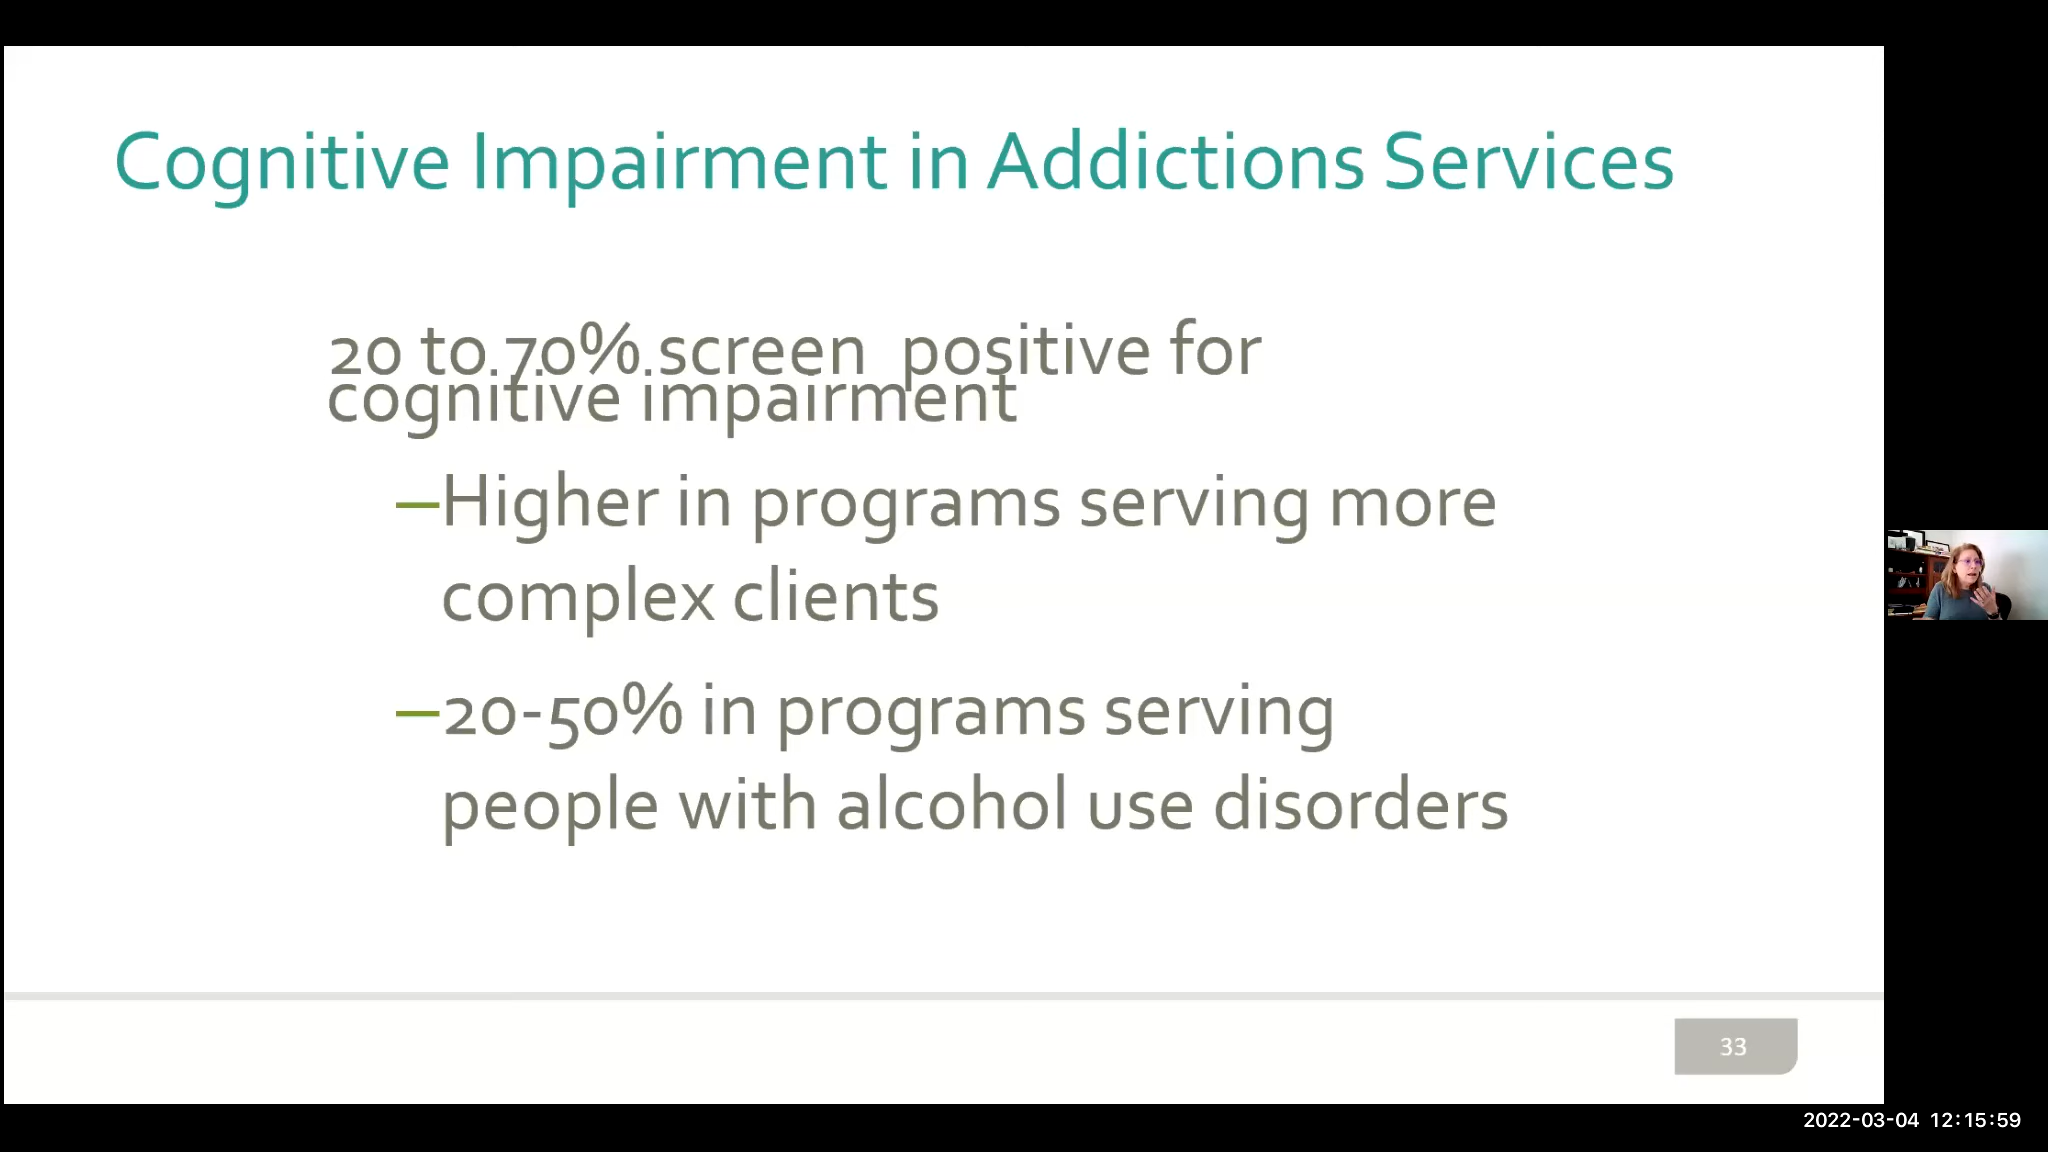 Cognitive Impairment in Addictions Services
20 to 70% screen positive for
cognitive impairment
–Higher in programs serving more
complex clients
–20-50% in programs serving
people with alcohol use disorders
33
2022-03-04 12:15:59